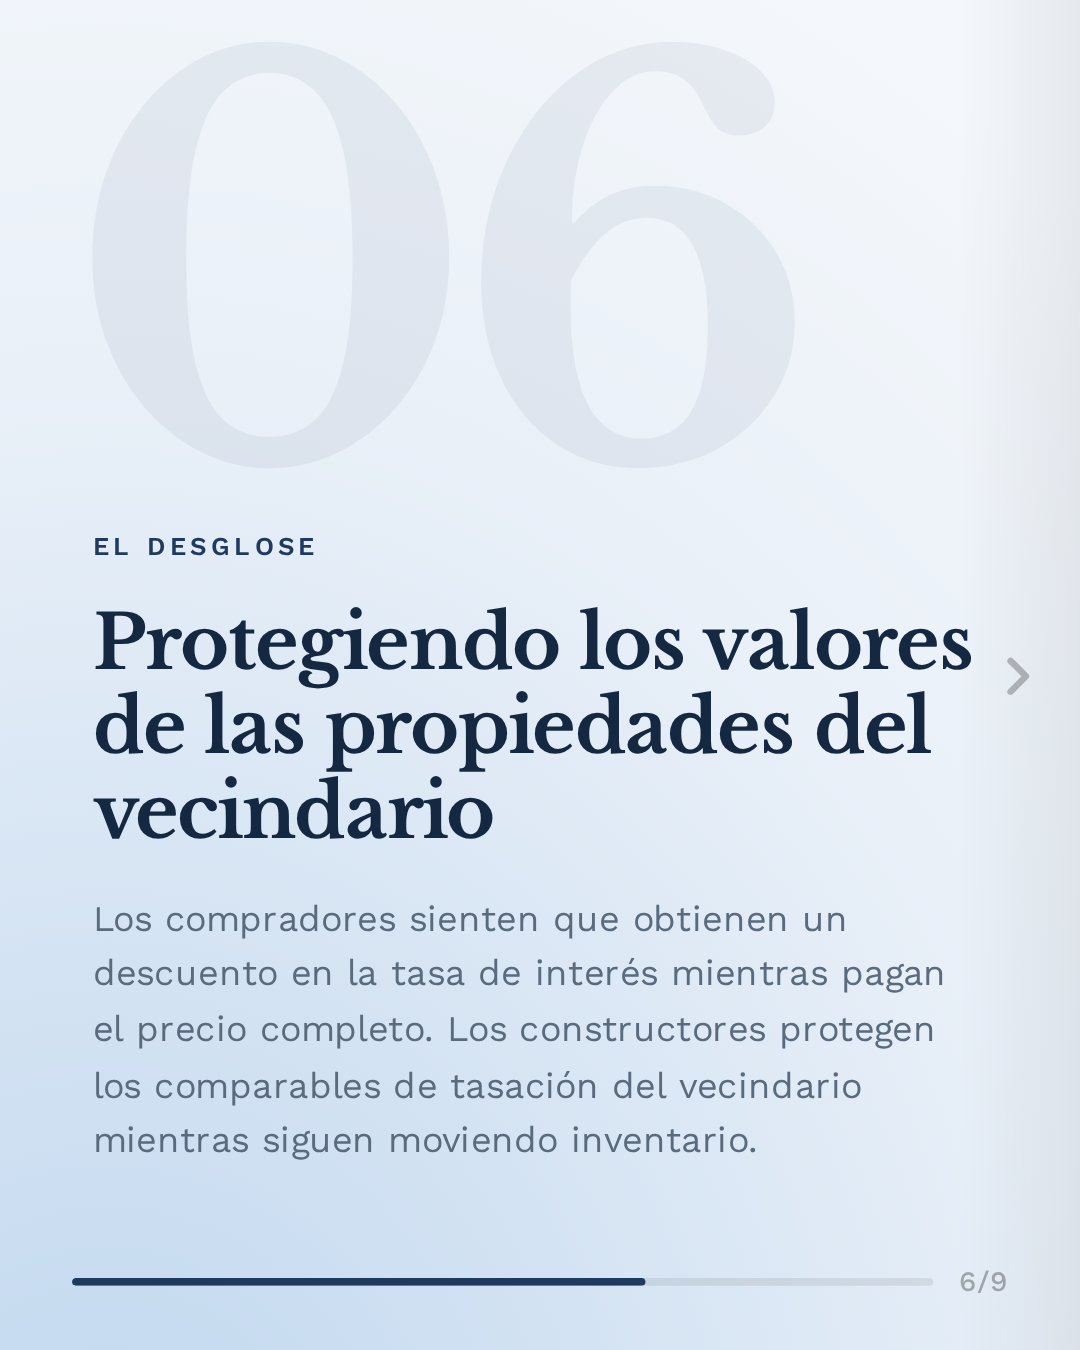 06
EL DESGLOSE
Protegiendo los valores
de las propiedades del
vecindario
Los compradores sienten que obtienen un
descuento en la tasa de interés mientras pagan
el precio completo. Los constructores protegen
los comparables de tasación del vecindario
mientras siguen moviendo inventario.
6/9